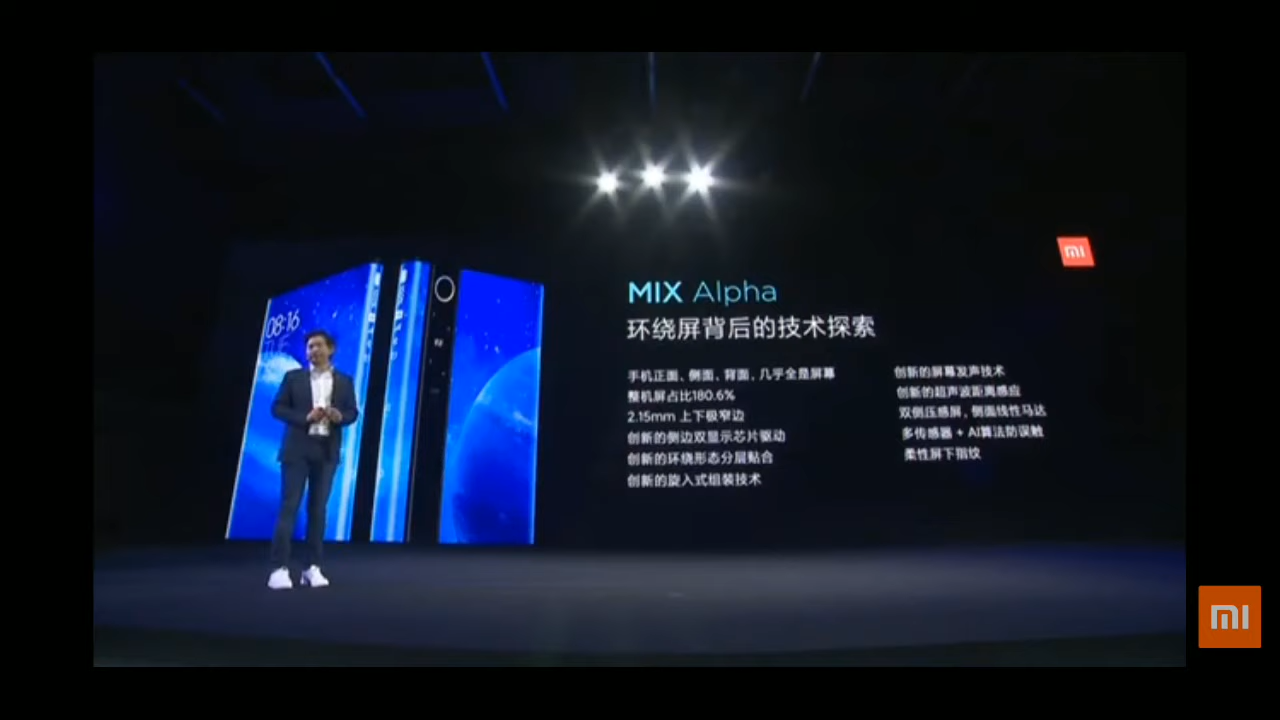 MI
08:16
MIX Alpha
环绕屏背后的技术探索
手机正面、侧面、背面，几乎全是屏幕
整机屏占比180.6%
2.15mm 上下极窄边
创新的侧边双显示芯片驱动
创新的环绕形态分层贴合
创新的旋入式组装技术
创新的屏幕发声技术
创新的超声波距离感应
双侧压感屏，侧面线性马达
多传感器 + AI算法防误触
柔性屏下指纹
MI